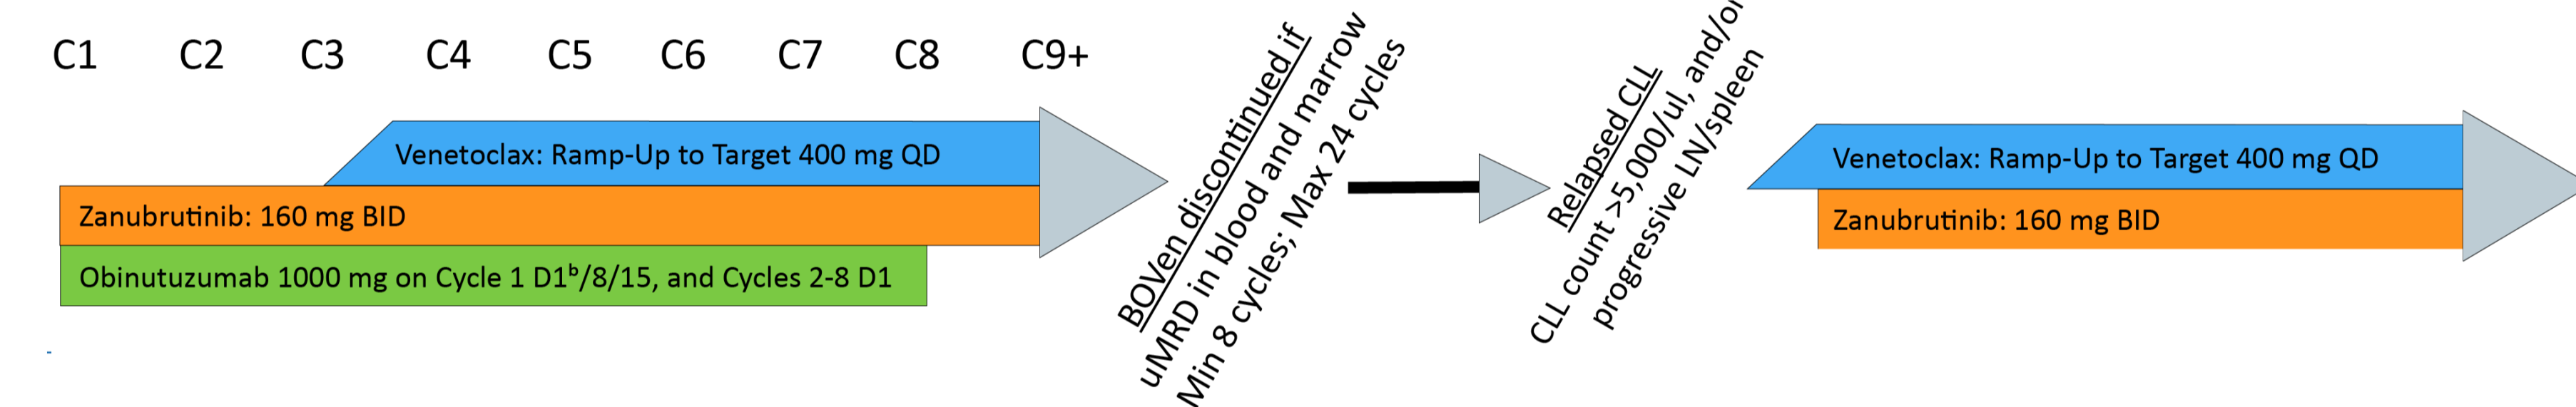 C1 C2 C3 C4 C5 C6 C7 C8 C9+
Venetoclax: Ramp-Up to Target 400 mg QD
Zanubrutinib: 160 mg BID
Obinutuzumab 1000 mg on Cycle 1 D1ᵇ/8/15, and Cycles 2-8 D1
BOVen discontinued if
uMRD in blood and marrow
Min 8 cycles; Max 24 cycles
Relapsed CLL
CLL count >5,000/ul, and/or
progressive LN/spleen
Venetoclax: Ramp-Up to Target 400 mg QD
Zanubrutinib: 160 mg BID